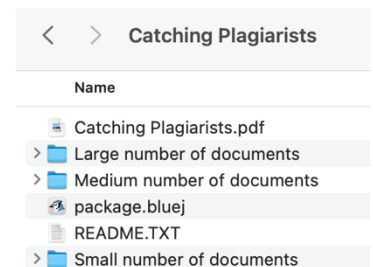 Catching Plagiarists
Name
Catching Plagiarists.pdf
Large number of documents
Medium number of documents
package.bluej
README.TXT
Small number of documents